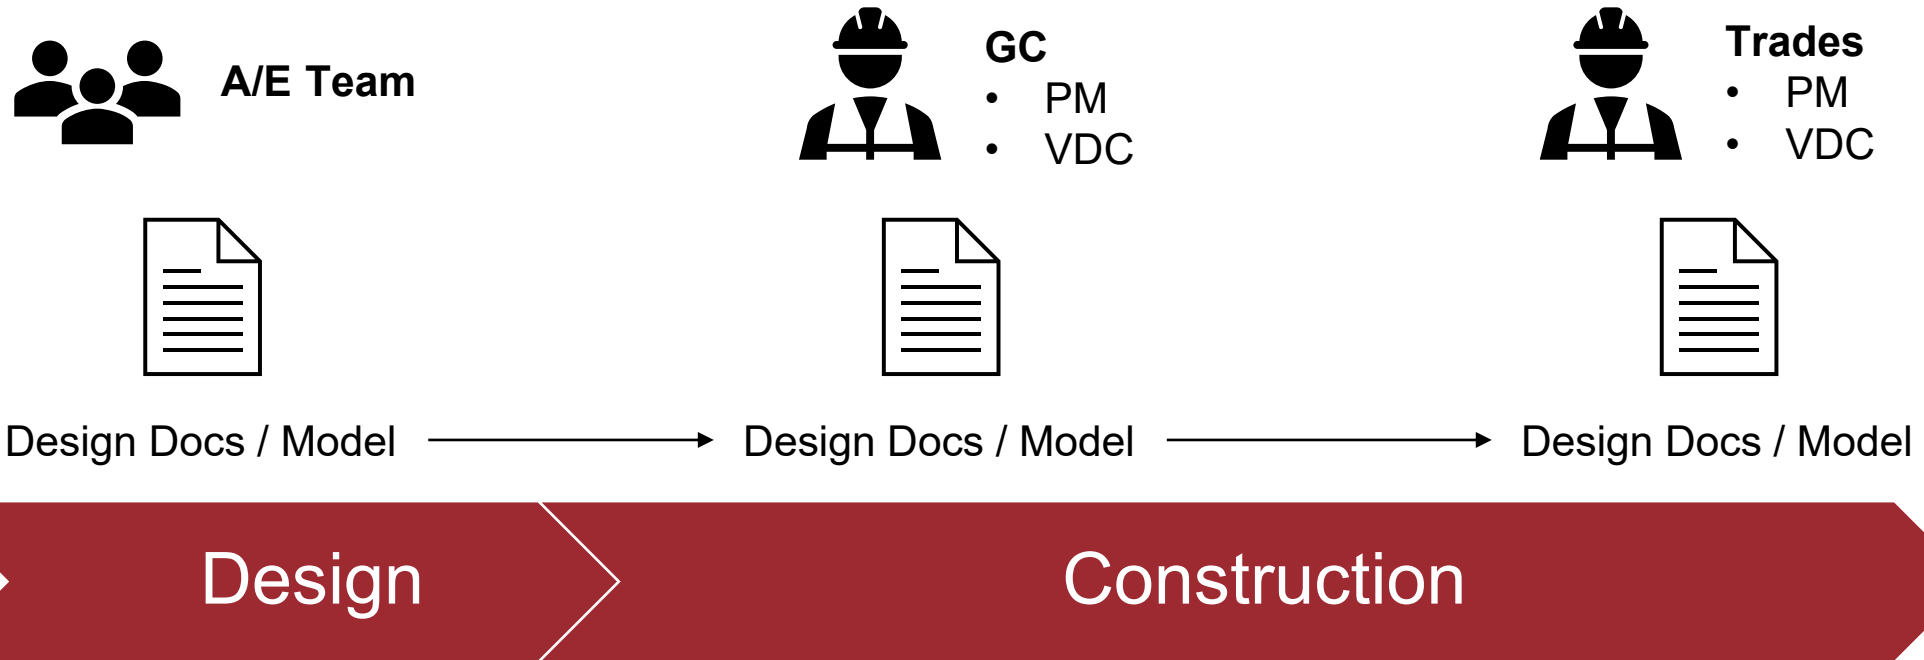 A/E Team
GC
• PM
• VDC
Trades
• PM
• VDC
Design Docs / Model
Design Docs / Model
Design Docs / Model
Design
Construction